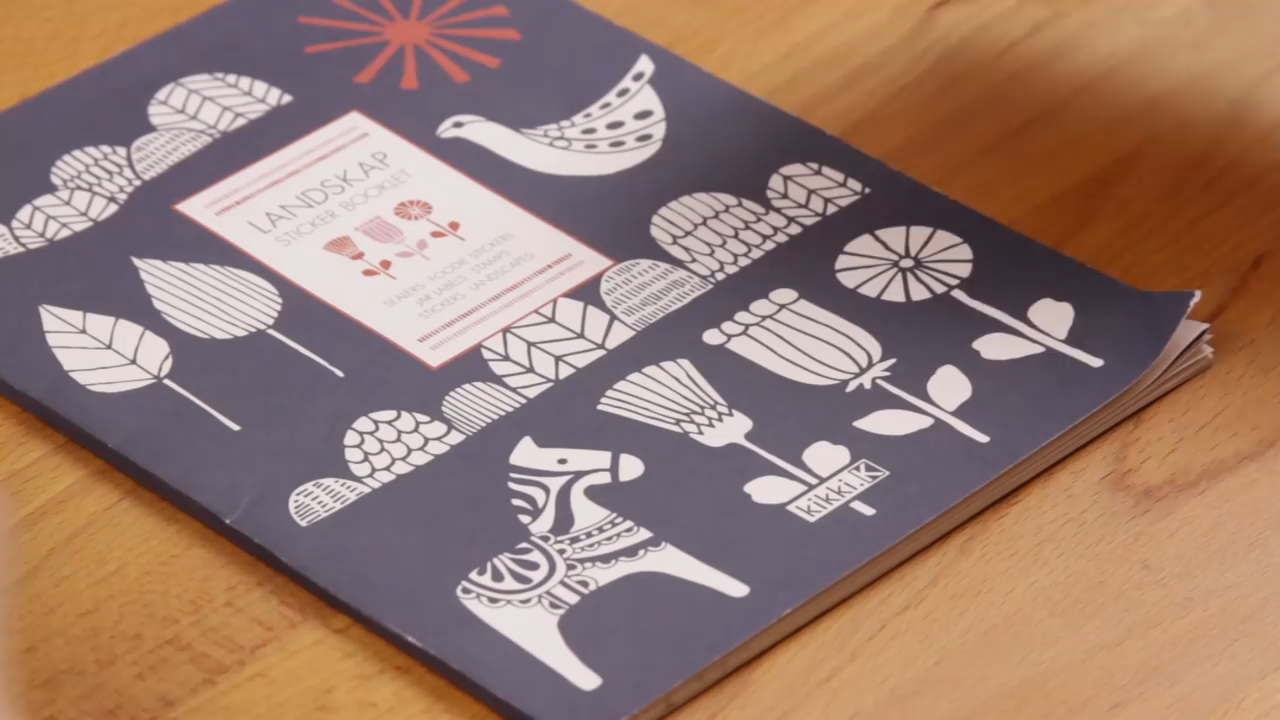 LANDSKAP
STICKER BOOKLET
SEALERS · FOODIE STICKERS
JAR LABELS · STAMPS
STICKERS · LANDSCAPES
kikki.K